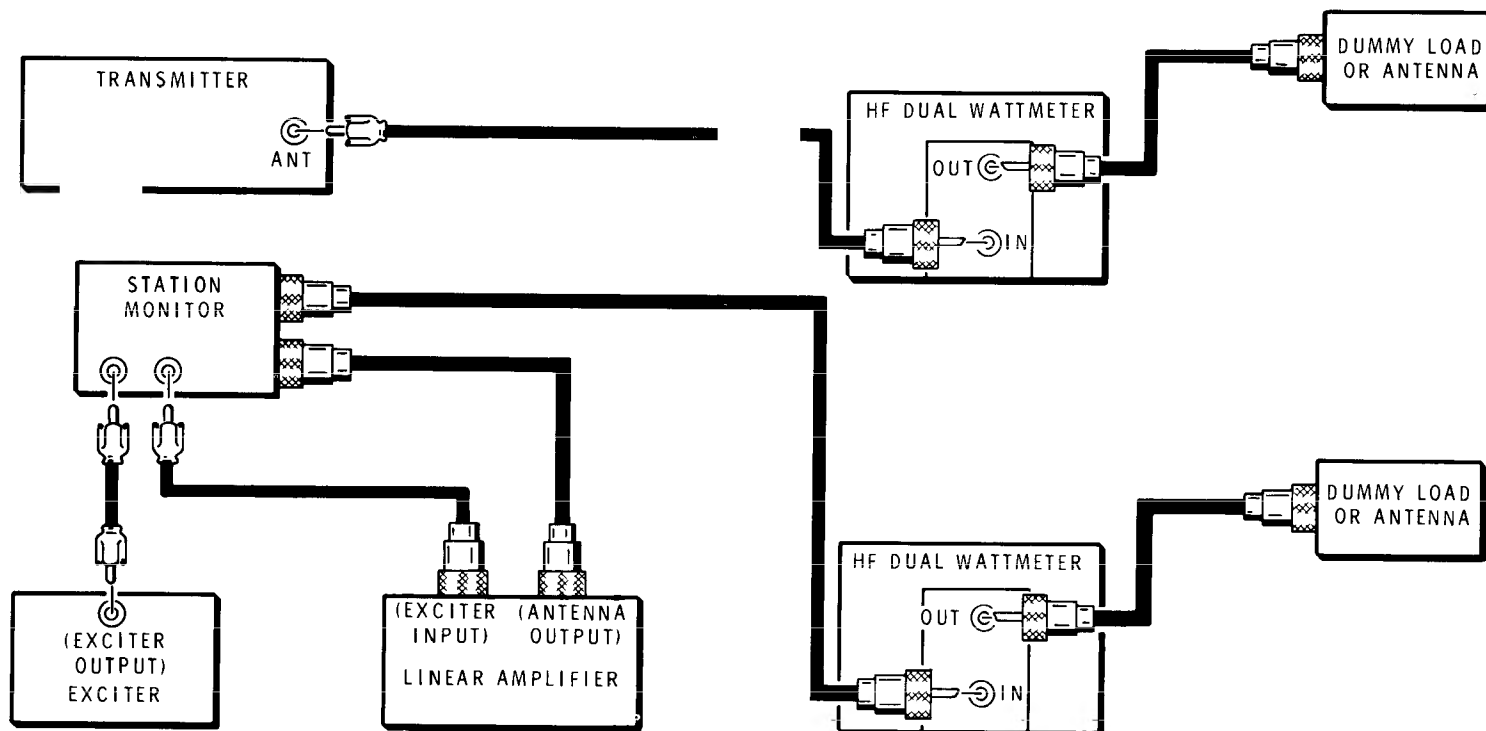 TRANSMITTER
ANT
HF DUAL WATTMETER
OUT
IN
DUMMY LOAD
OR ANTENNA
STATION
MONITOR
(EXCITER
OUTPUT)
EXCITER
(EXCITER
INPUT)
(ANTENNA
OUTPUT)
LINEAR AMPLIFIER
HF DUAL WATTMETER
OUT
IN
DUMMY LOAD
OR ANTENNA